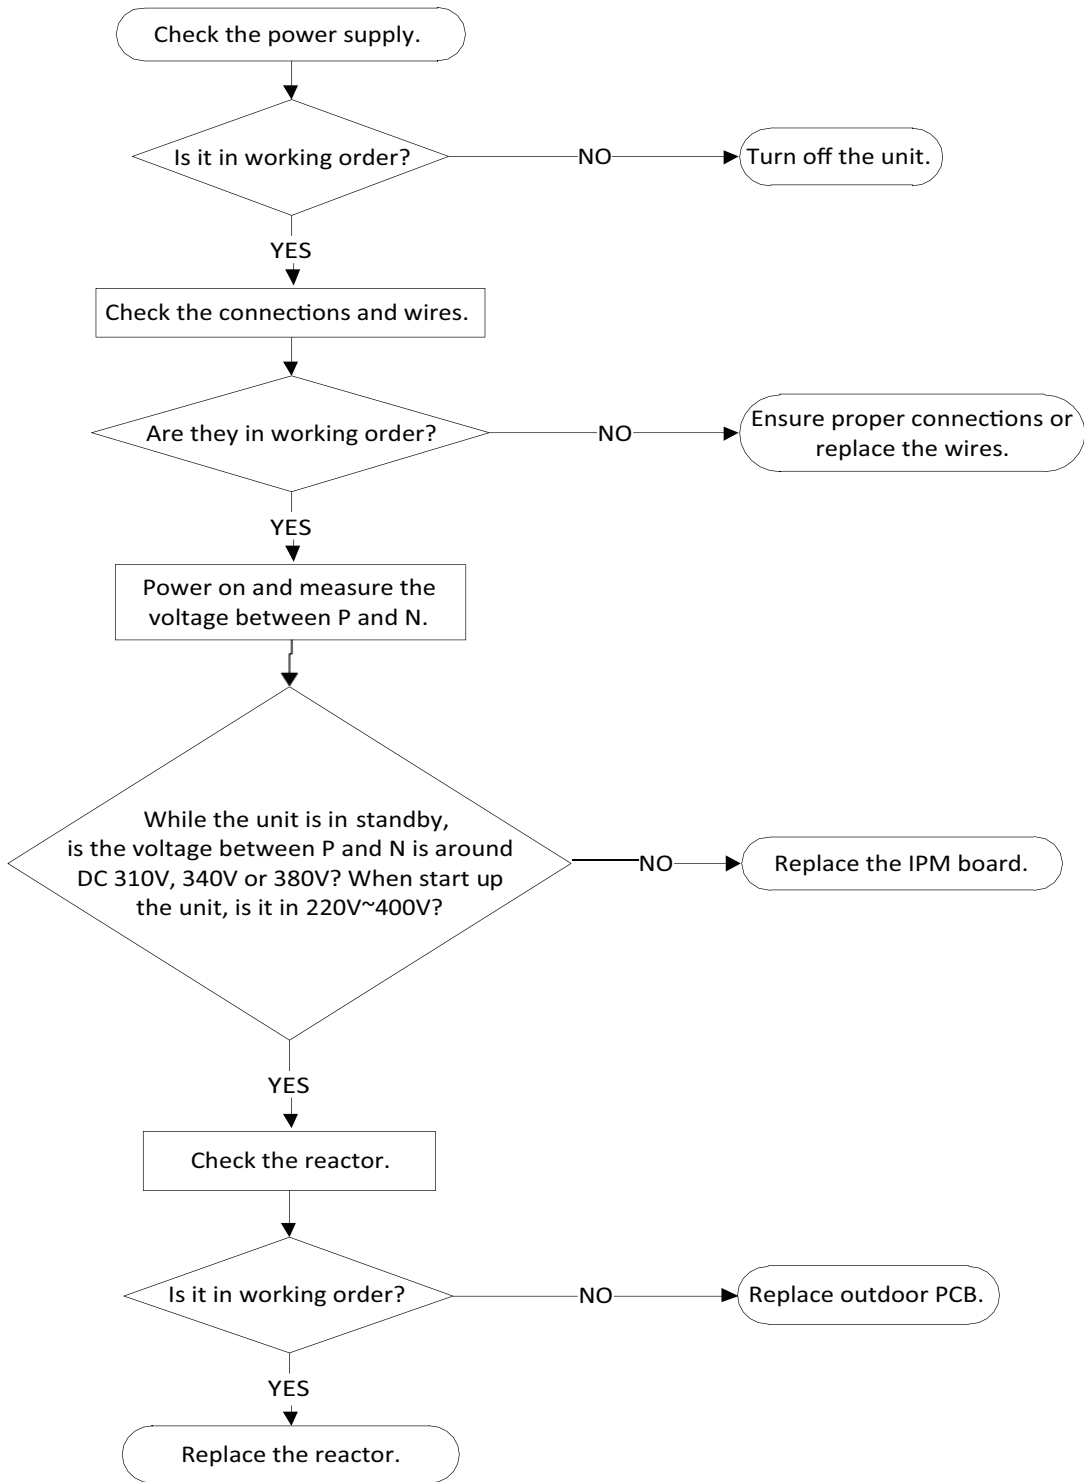 Check the power supply.
Is it in working order?
NO
Turn off the unit.
YES
Check the connections and wires.
Are they in working order?
NO
Ensure proper connections or
replace the wires.
YES
Power on and measure the
voltage between P and N.
While the unit is in standby,
is the voltage between P and N is around
DC 310V, 340V or 380V? When start up
the unit, is it in 220V~400V?
NO
Replace the IPM board.
YES
Check the reactor.
Is it in working order?
NO
Replace outdoor PCB.
YES
Replace the reactor.